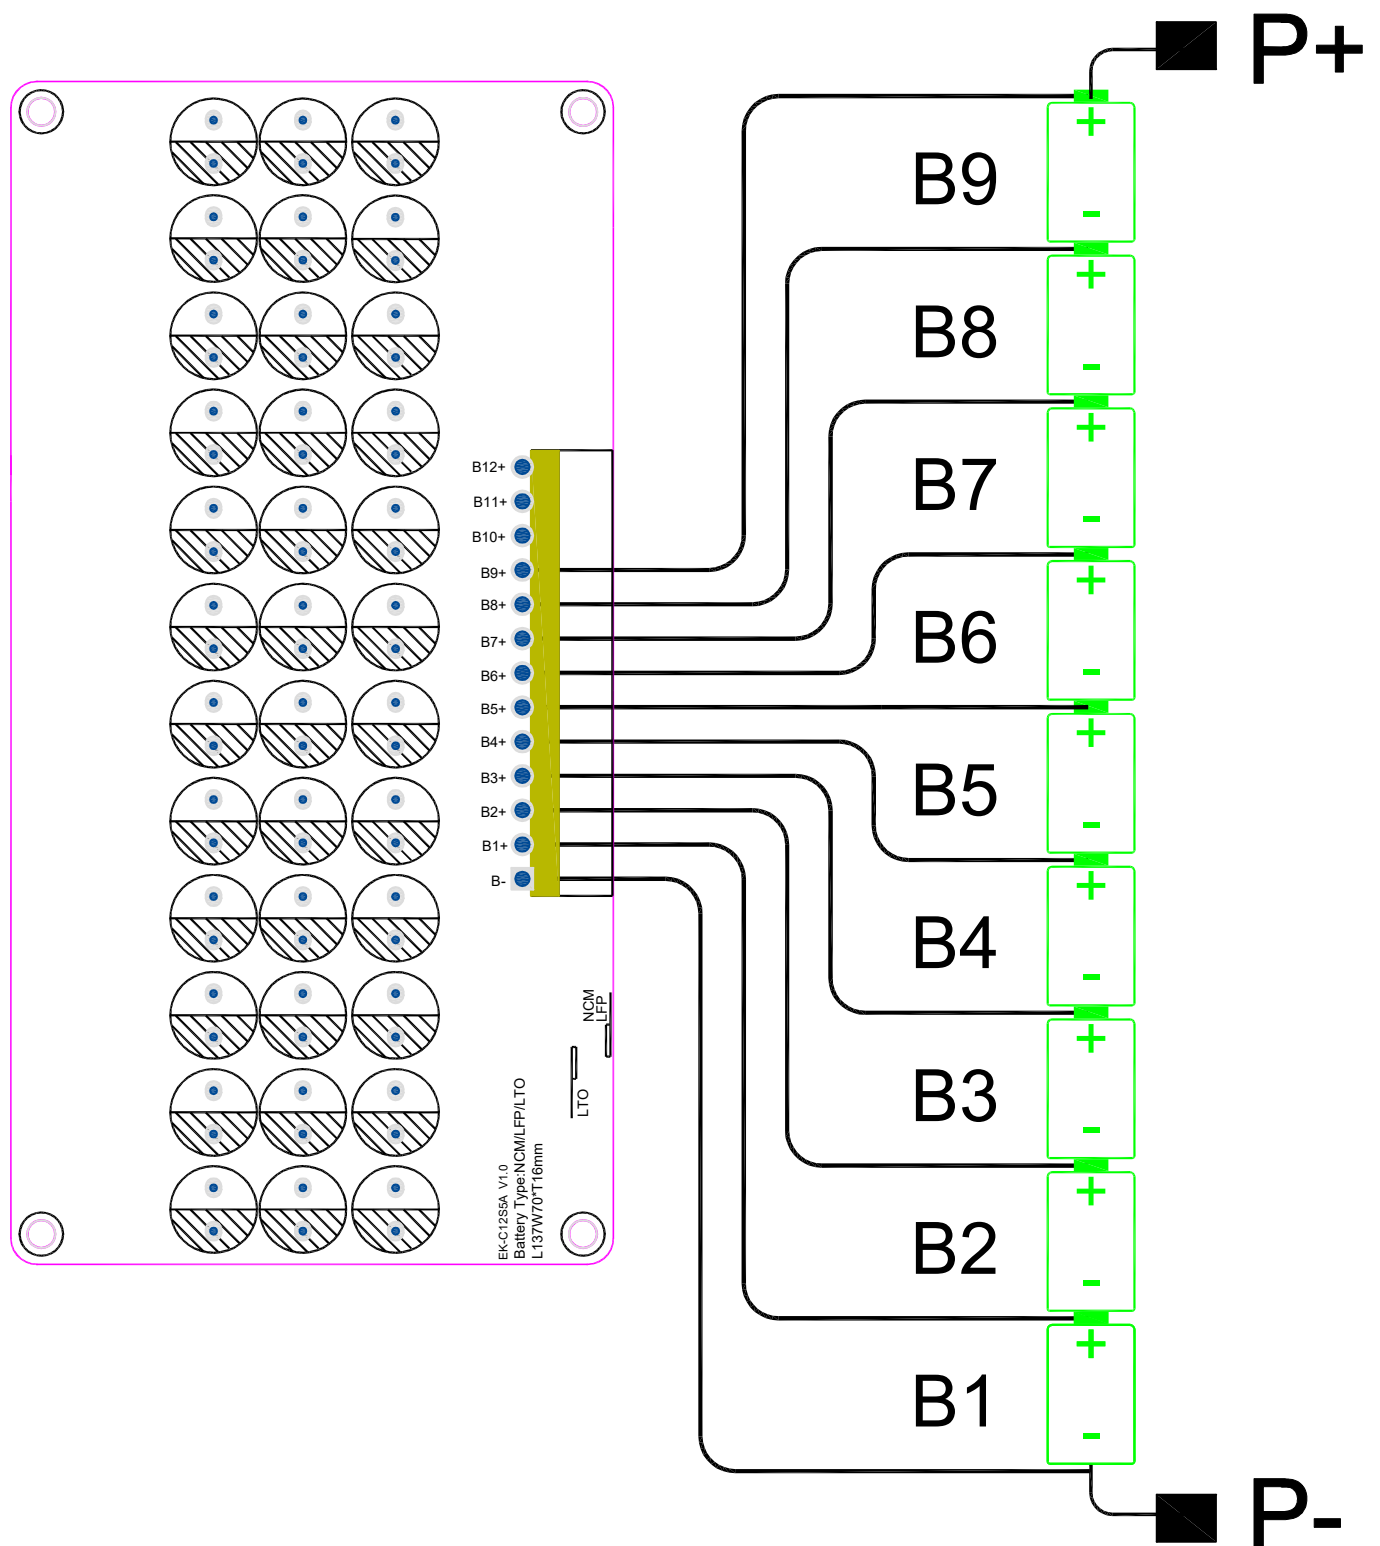 P+
B9
B8
B7
B6
B5
B4
B3
B2
B1
P-
B12+
B11+
B10+
B9+
B8+
B7+
B6+
B5+
B4+
B3+
B2+
B1+
B-
NCM
LFP
LTO
EK-C12S5A V1.0
Battery Type:NCM/LFP/LTO
L137W70*T16mm
+
-
+
-
+
-
+
-
+
-
+
-
+
-
+
-
+
-